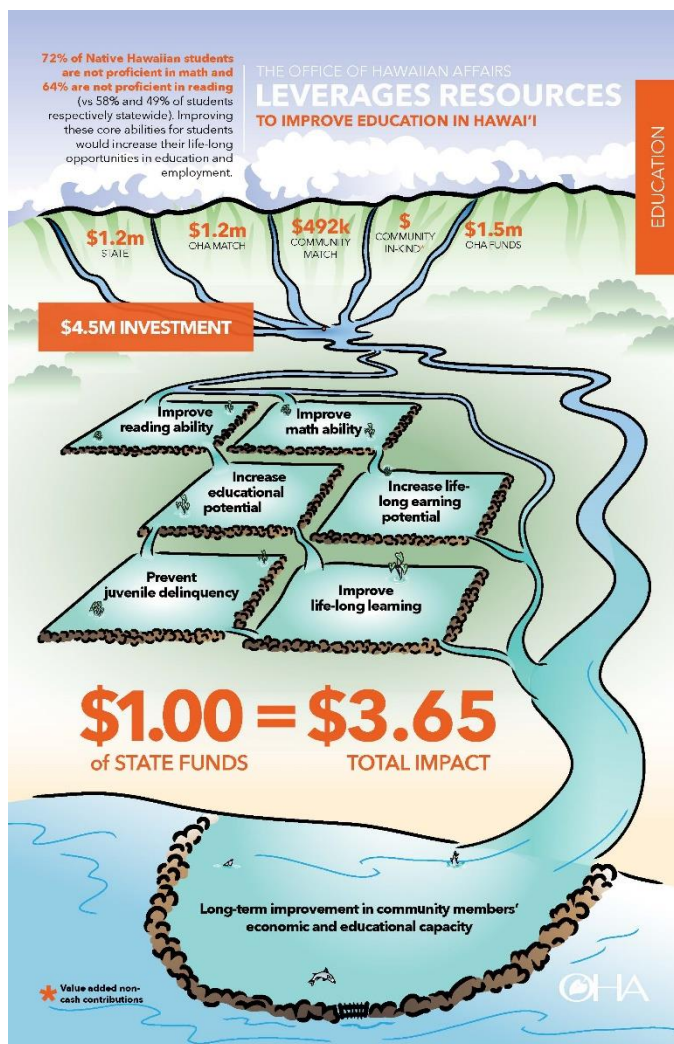 72% of Native Hawaiian students
are not proficient in math and
64% are not proficient in reading
(vs 58% and 49% of students
respectively statewide). Improving
these core abilities for students
would increase their life-long
opportunities in education and
employment.
THE OFFICE OF HAWAIIAN AFFAIRS
LEVERAGES RESOURCES
TO IMPROVE EDUCATION IN HAWAI'I
EDUCATION
$1.2m
STATE
$1.2m
OHA MATCH
$492k
COMMUNITY
MATCH
$
COMMUNITY
IN-KIND*
$1.5m
OHA FUNDS
$4.5M INVESTMENT
Improve
reading ability
Improve
math ability
Increase
educational
potential
Increase life-
long earning
potential
Prevent
juvenile delinquency
Improve
life-long learning
$1.00 = $3.65
of STATE FUNDS
TOTAL IMPACT
Long-term improvement in community members'
economic and educational capacity
* Value added non-
cash contributions
OHA